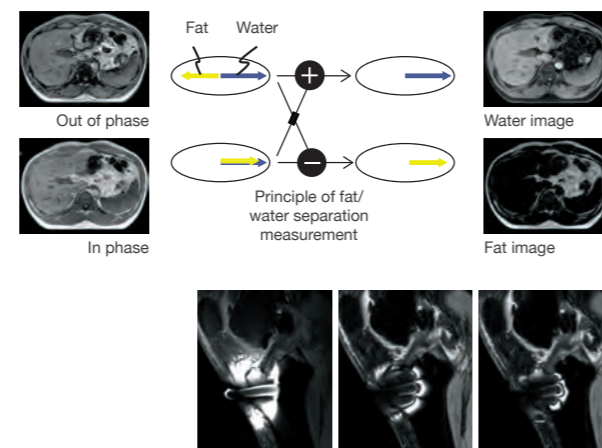 Fat
Water
Out of phase
+
Water image
In phase
−
Principle of fat/
water separation
measurement
Fat image